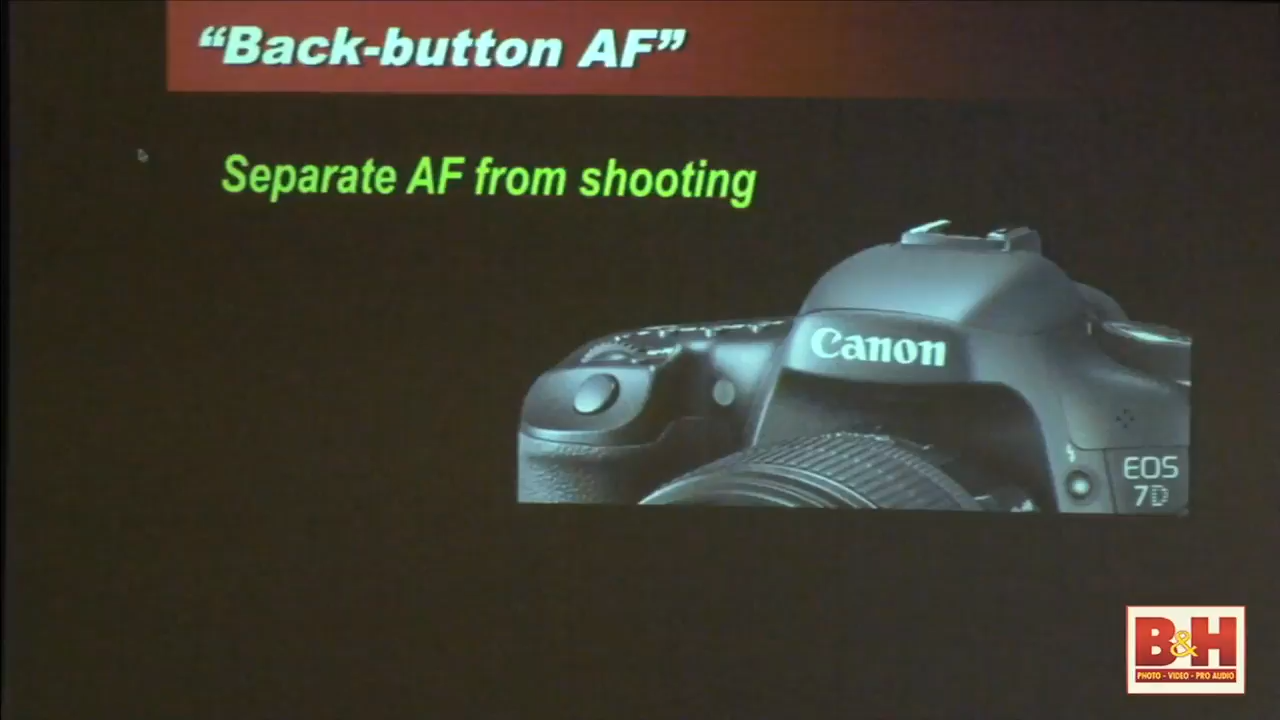 “Back-button AF”
Separate AF from shooting
Canon
EOS
7D
B&H
PHOTO - VIDEO - PRO AUDIO